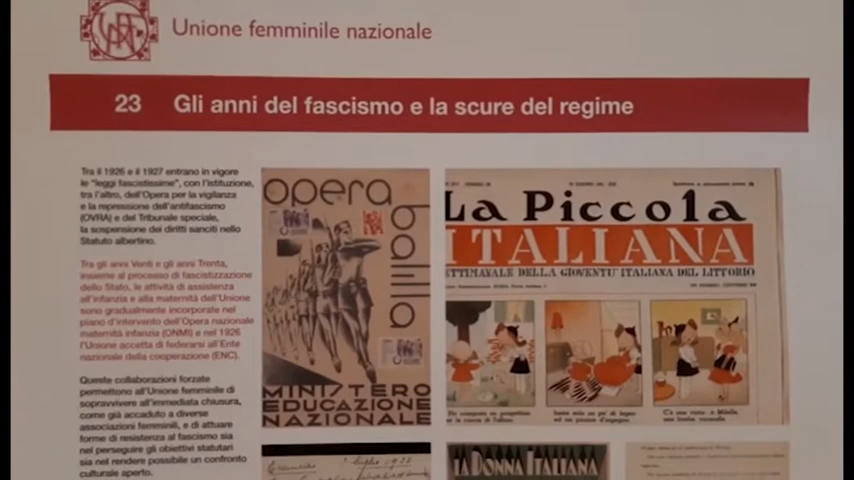 Unione femminile nazionale
23 Gli anni del fascismo e la scure del regime
Tra il 1926 e il 1927 entrano in vigore
le "leggi fascistissime", con l'istituzione,
tra l'altro, dell'Opera per la vigilanza
e la repressione dell'antifascismo
(OVRA) e del Tribunale speciale,
la sospensione dei diritti sanciti nello
Statuto albertino.
Tra gli anni Venti e gli anni Trenta,
insieme al processo di fascistizzazione
dello Stato, le attività di assistenza
all'infanzia e alla maternità dell'Unione
sono gradualmente incorporate nel
piano d'intervento dell'Opera nazionale
maternità infanzia (ONMI) e nel 1926
l'Unione accetta di federarsi all'Ente
nazionale della cooperazione (ENC).
Queste collaborazioni forzate
permettono all'Unione femminile di
sopravvivere all'immediata chiusura,
come già accaduto a diverse
associazioni femminili, e di attuare
forme di resistenza al fascismo sia
nel perseguire gli obiettivi statutari
sia nel rendere possibile un confronto
culturale aperto.
Opera
balilla
MINISTERO
EDUCAZIONE
NAZIONALE
La Piccola
ITALIANA
SETTIMANALE DELLA GIOVENTU' ITALIANA DEL LITTORIO
luglio 1932
LA DONNA ITALIANA